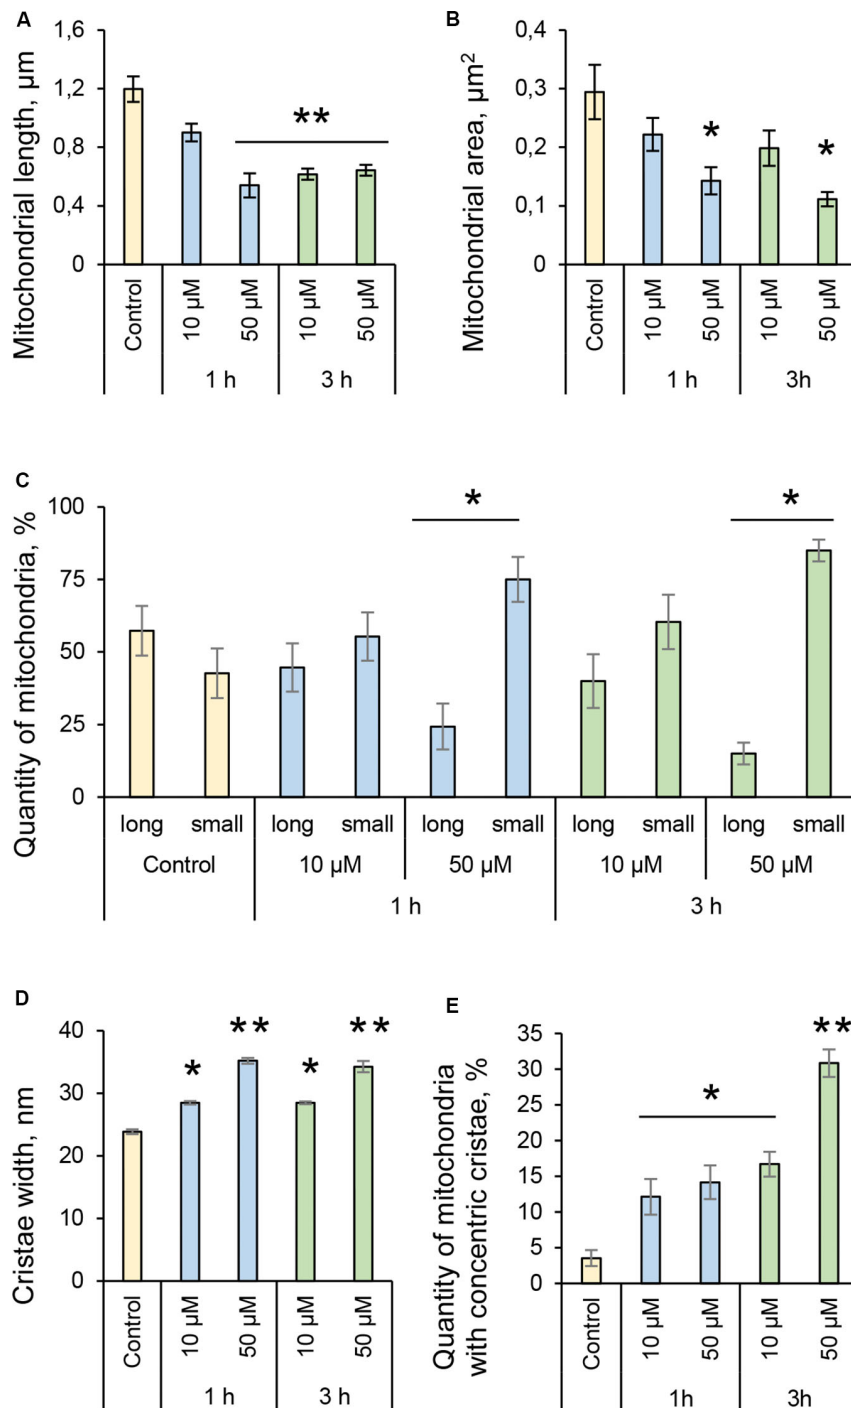 A
Mitochondrial length, µm
1,6
1,2
0,8
0,4
0
**
Control
10 µM
50 µM
10 µM
50 µM
1 h
3 h
B
Mitochondrial area, µm²
0,4
0,3
0,2
0,1
0
*
*
Control
10 µM
50 µM
10 µM
50 µM
1 h
3h
C
Quantity of mitochondria, %
100
75
50
25
0
*
*
long small long small long small long small long small
Control 10 µM 50 µM 10 µM 50 µM
1 h 3 h
D
Cristae width, nm
40
30
20
10
0
*
**
*
**
Control
10 µM
50 µM
10 µM
50 µM
1 h
3 h
E
Quantity of mitochondria
with concentric cristae, %
35
30
25
20
15
10
5
0
*
**
Control
10 µM
50 µM
10 µM
50 µM
1h
3h